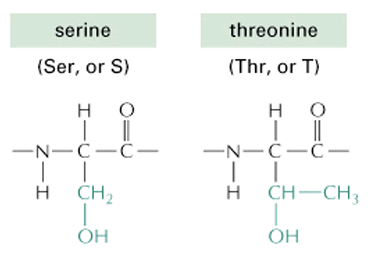 serine threonine
(Ser, or S) (Thr, or T)
H O H O
N C C N C C
H CH₂ H CH CH₃
OH OH